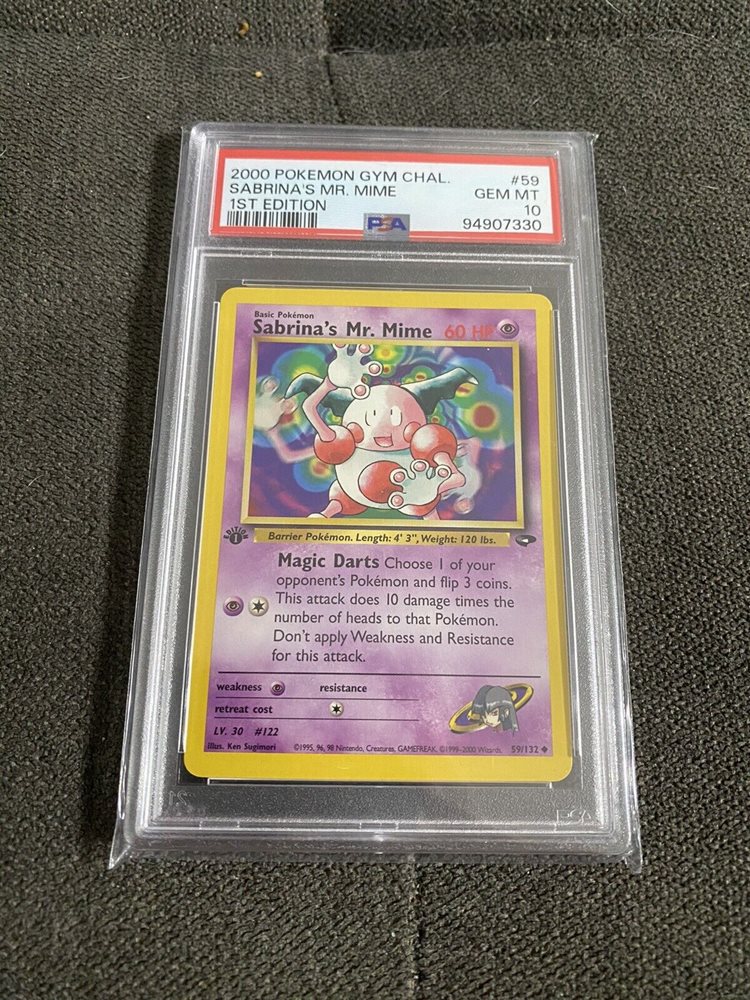 2000 POKEMON GYM CHAL. #59
SABRINA'S MR. MIME GEM MT
1ST EDITION 10
PSA 94907330
Basic Pokémon
Sabrina's Mr. Mime 60 HP
EDITION 1
Barrier Pokémon. Length: 4' 3", Weight: 120 lbs.
Magic Darts Choose 1 of your
opponent's Pokémon and flip 3 coins.
This attack does 10 damage times the
number of heads to that Pokémon.
Don't apply Weakness and Resistance
for this attack.
weakness resistance
retreat cost
LV. 30 #122
Illus. Ken Sugimori ©1995, 96, 98 Nintendo, Creatures, GAMEFREAK. ©1999-2000 Wizards. 59/132
PSA